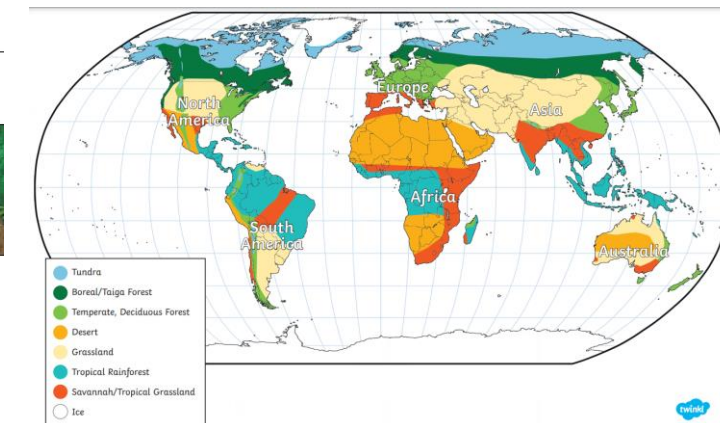 North
America
Europe
Asia
Africa
South
America
Australia
Tundra
Boreal/Taiga Forest
Temperate, Deciduous Forest
Desert
Grassland
Tropical Rainforest
Savannah/Tropical Grassland
Ice
twinkl